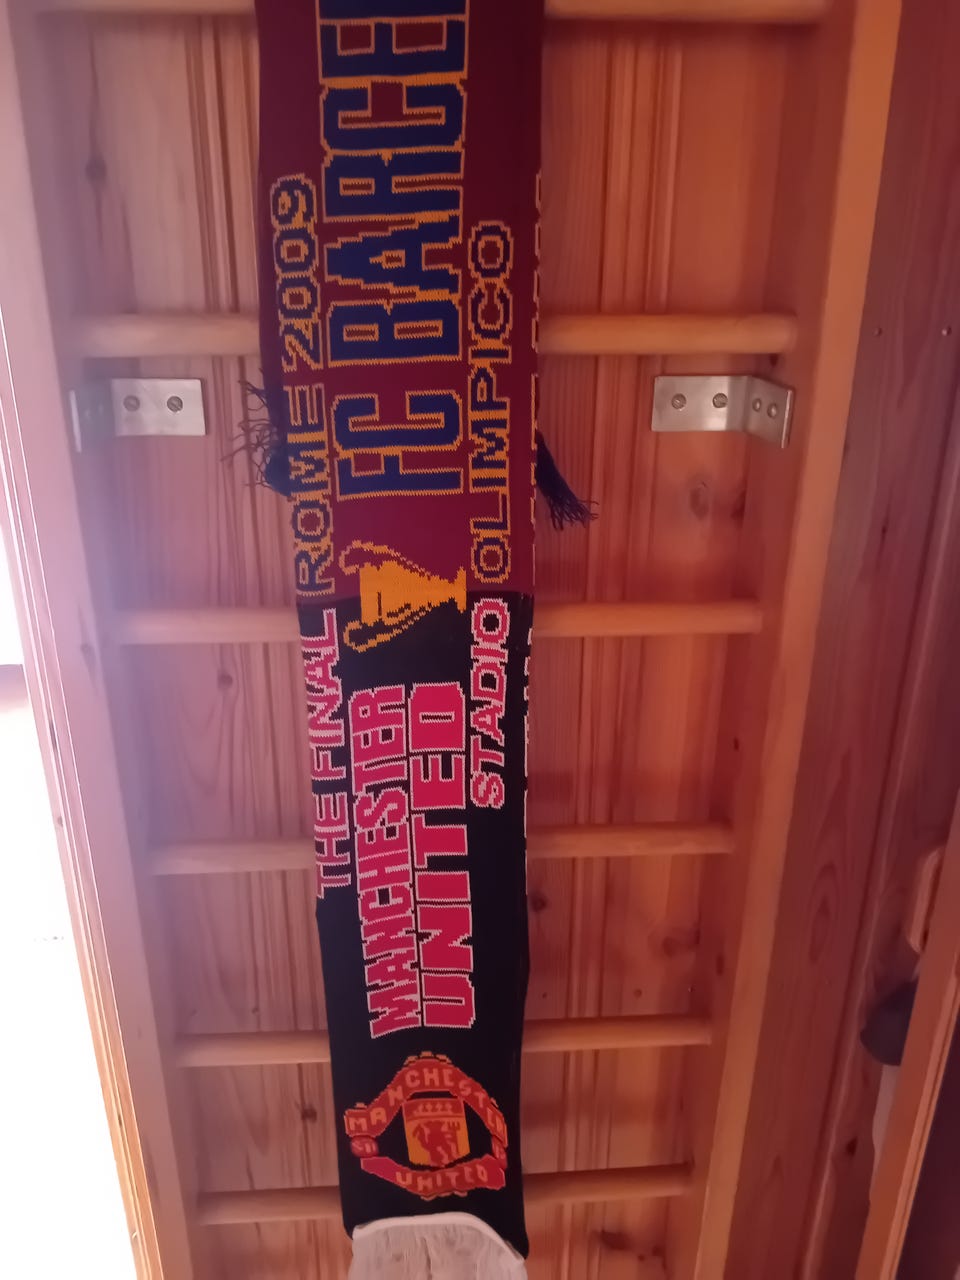 THE FINAL ROME 2009
MANCHESTER
UNITED
FC BARCE
STADIO OLIMPICO
MANCHESTER
UNITED